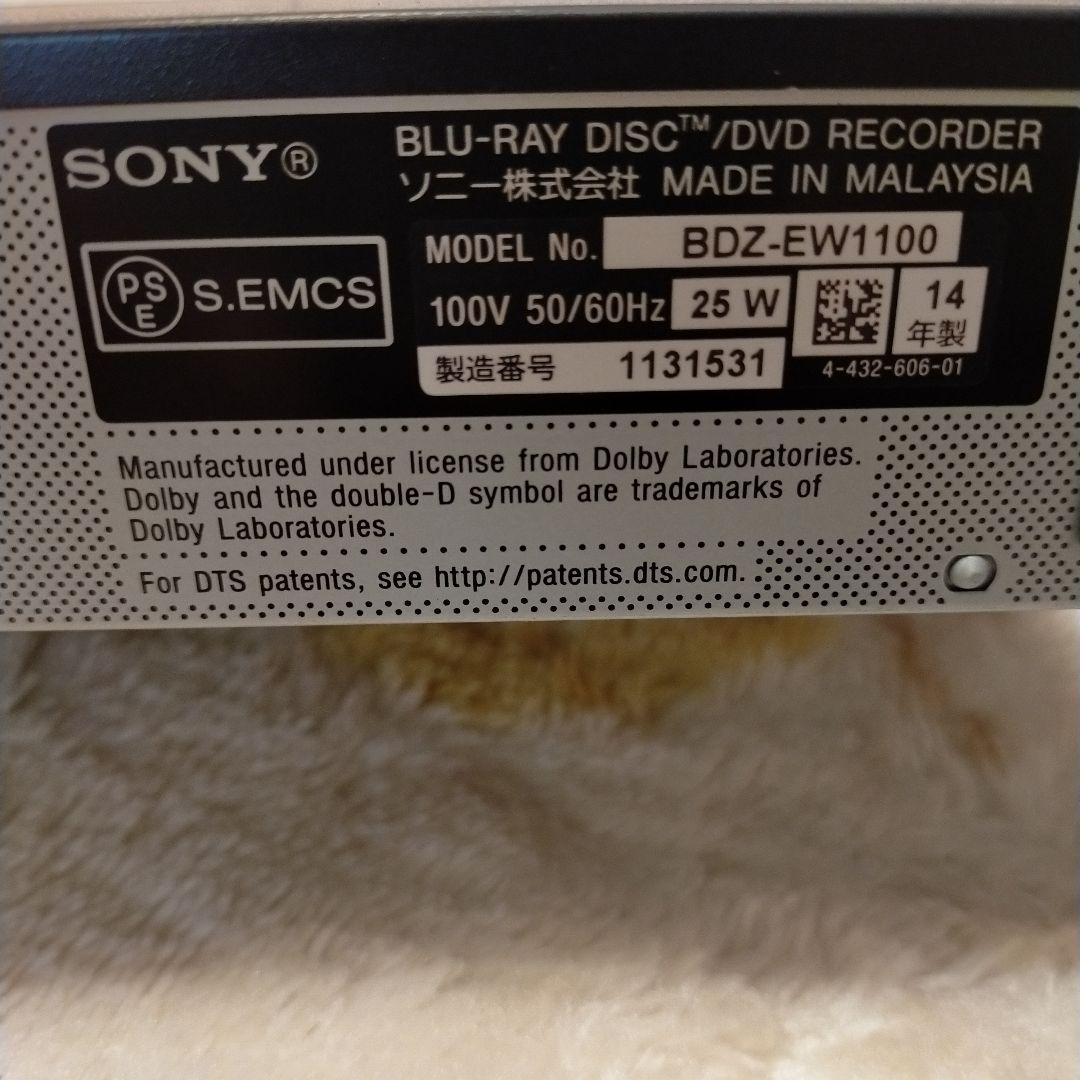 SONY®
BLU-RAY DISC™/DVD RECORDER
ソニー株式会社 MADE IN MALAYSIA
PSE S.EMCS
MODEL No. BDZ-EW1100
100V 50/60Hz 25 W
14
年製
製造番号 1131531
4-432-606-01
Manufactured under license from Dolby Laboratories.
Dolby and the double-D symbol are trademarks of
Dolby Laboratories.
For DTS patents, see http://patents.dts.com.